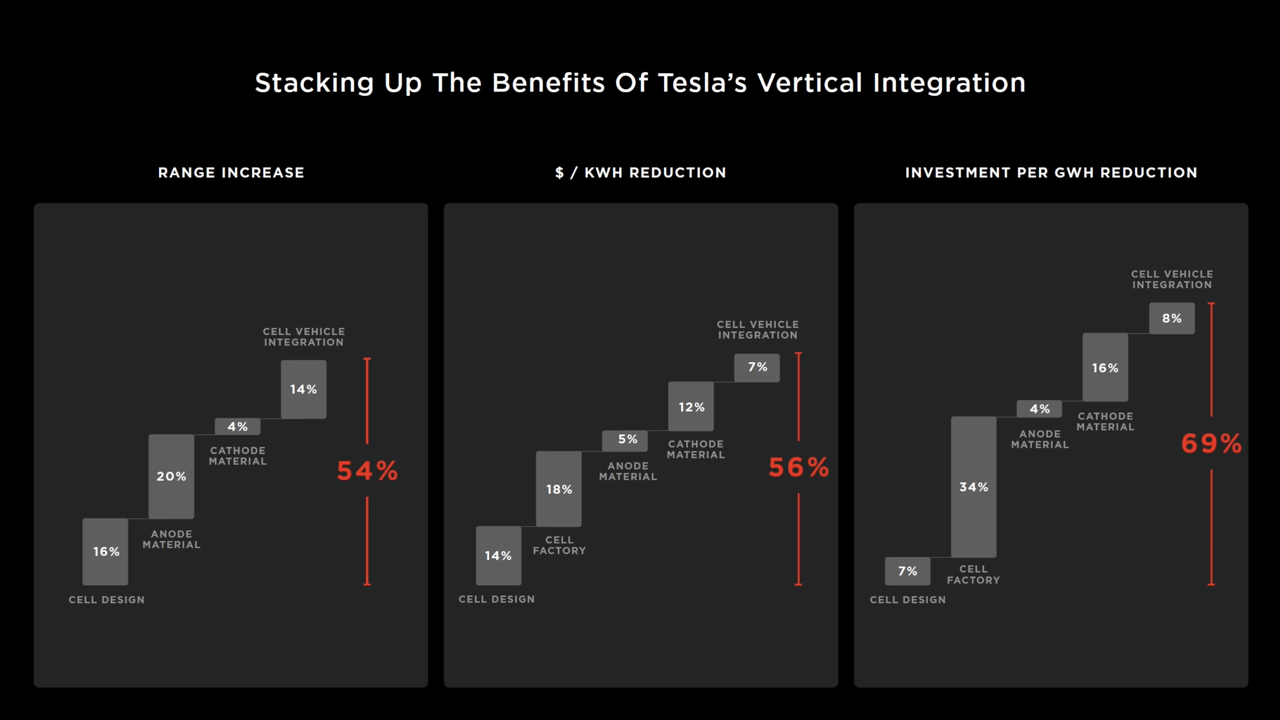 Stacking Up The Benefits Of Tesla’s Vertical Integration
RANGE INCREASE
CELL VEHICLE
INTEGRATION
14%
4%
CATHODE
MATERIAL
20%
ANODE
MATERIAL
16%
CELL DESIGN
54%
$ / KWH REDUCTION
CELL VEHICLE
INTEGRATION
7%
12%
CATHODE
MATERIAL
5%
ANODE
MATERIAL
18%
CELL
FACTORY
14%
CELL DESIGN
56%
INVESTMENT PER GWH REDUCTION
CELL VEHICLE
INTEGRATION
8%
16%
CATHODE
MATERIAL
4%
ANODE
MATERIAL
34%
CELL
FACTORY
7%
CELL DESIGN
69%